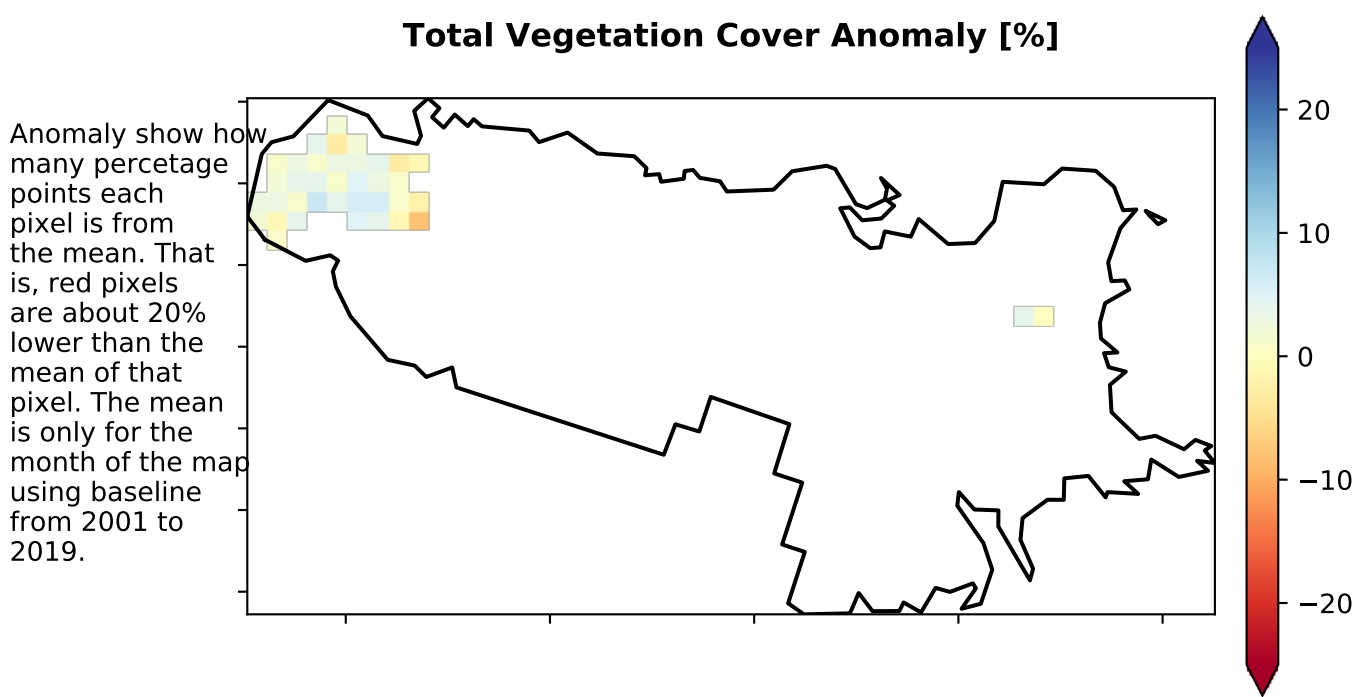 Total Vegetation Cover Anomaly [%]
Anomaly show how
many percetage
points each
pixel is from
the mean. That
is, red pixels
are about 20%
lower than the
mean of that
pixel. The mean
is only for the
month of the map
using baseline
from 2001 to
2019.
20
10
0
−10
−20